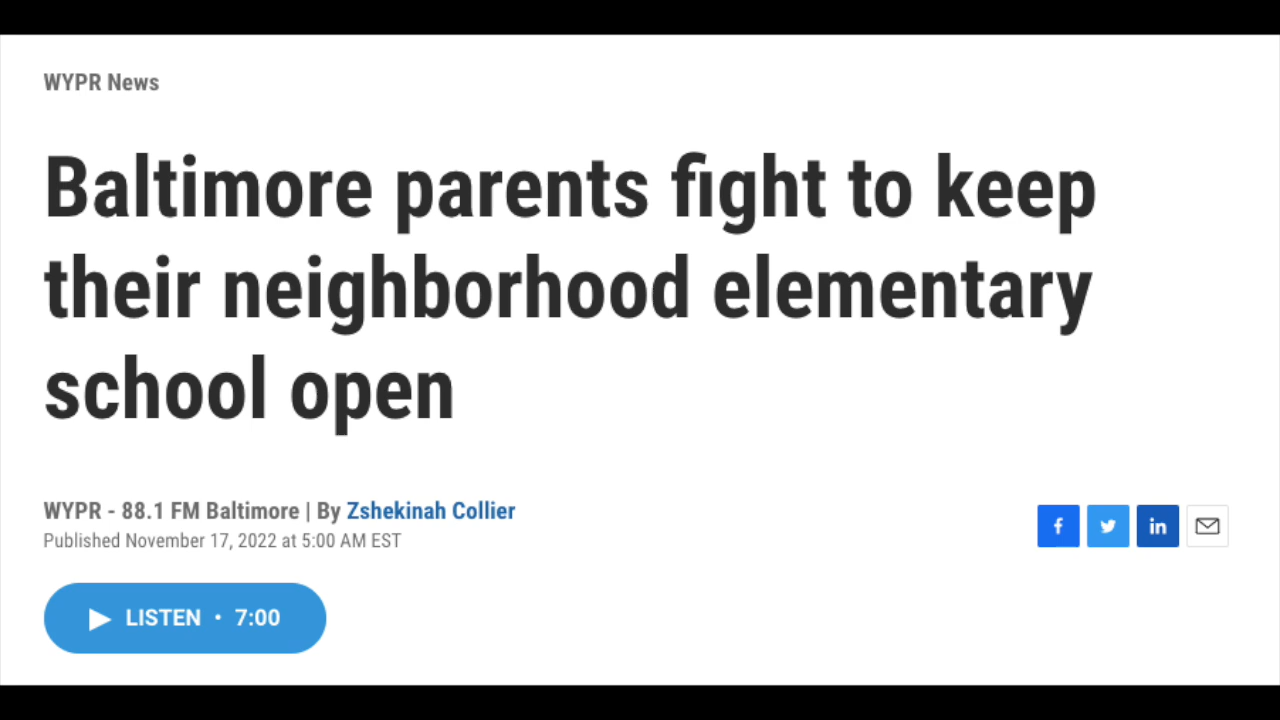 WYPR News
Baltimore parents fight to keep
their neighborhood elementary
school open
WYPR - 88.1 FM Baltimore | By Zshekinah Collier
Published November 17, 2022 at 5:00 AM EST
f in
LISTEN • 7:00